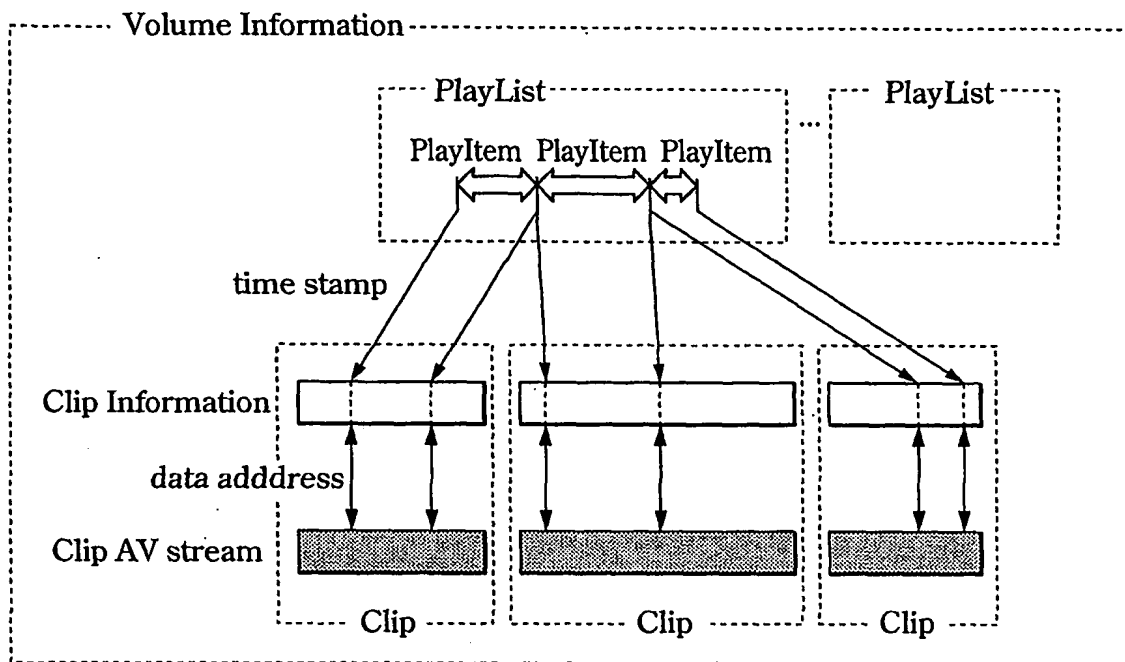 Volume Information
PlayList
PlayList
...
PlayItem PlayItem PlayItem
time stamp
Clip Information
data adddress
Clip AV stream
Clip
Clip
Clip